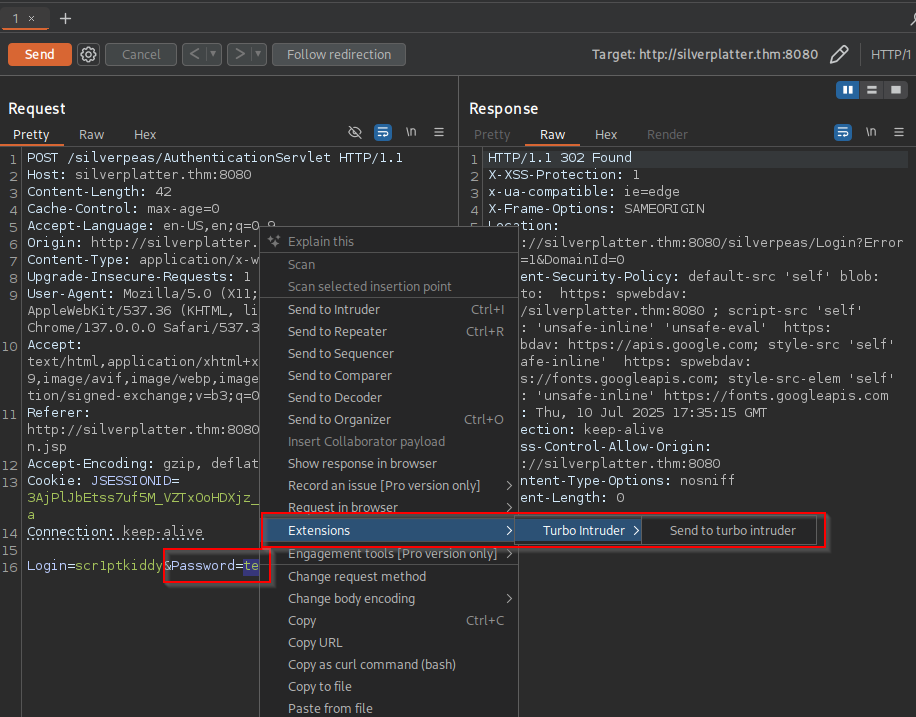 1 ×
+
Send
Cancel
<
>
Follow redirection
Target: http://silverplatter.thm:8080
HTTP/1
Request
Response
Pretty Raw Hex
\n
Pretty Raw Hex Render
\n
1 POST /silverpeas/AuthenticationServlet HTTP/1.1
2 Host: silverplatter.thm:8080
3 Content-Length: 42
4 Cache-Control: max-age=0
5 Accept-Language: en-US,en;q=0.9
6 Origin: http://silverplatter.
7 Content-Type: application/x-w
8 Upgrade-Insecure-Requests: 1
9 User-Agent: Mozilla/5.0 (X11;
AppleWebKit/537.36 (KHTML, li
Chrome/137.0.0.0 Safari/537.3
10 Accept:
text/html,application/xhtml+x
9,image/avif,image/webp,image
tion/signed-exchange;v=b3;q=0
11 Referer:
http://silverplatter.thm:8080
n.jsp
12 Accept-Encoding: gzip, deflat
13 Cookie: JSESSIONID=
3AjPlJbEtss7uf5M_VZTxOoHDXjz_
a
14 Connection: keep-alive
15
16 Login=scr1ptkiddy&Password=te
Explain this
Scan
Scan selected insertion point
Send to Intruder Ctrl+I
Send to Repeater Ctrl+R
Send to Sequencer
Send to Comparer
Send to Decoder
Send to Organizer Ctrl+O
Insert Collaborator payload
Show response in browser
Record an issue [Pro version only] >
Request in browser >
Extensions >
Turbo Intruder >
Send to turbo intruder
Engagement tools [Pro version only] >
Change request method
Change body encoding >
Copy Ctrl+C
Copy URL
Copy as curl command (bash)
Copy to file
Paste from file
1 HTTP/1.1 302 Found
2 X-XSS-Protection: 1
3 x-ua-compatible: ie=edge
4 X-Frame-Options: SAMEORIGIN
5 Location:
://silverplatter.thm:8080/silverpeas/Login?Error
=1&DomainId=0
ent-Security-Policy: default-src 'self' blob:
to: https: spwebdav:
/silverplatter.thm:8080 ; script-src 'self'
: 'unsafe-inline' 'unsafe-eval' https:
bdav: https://apis.google.com; style-src 'self'
afe-inline' https: spwebdav:
s://fonts.googleapis.com; style-src-elem 'self'
: 'unsafe-inline' https://fonts.googleapis.com
: Thu, 10 Jul 2025 17:35:15 GMT
ection: keep-alive
ss-Control-Allow-Origin:
://silverplatter.thm:8080
ntent-Type-Options: nosniff
ent-Length: 0